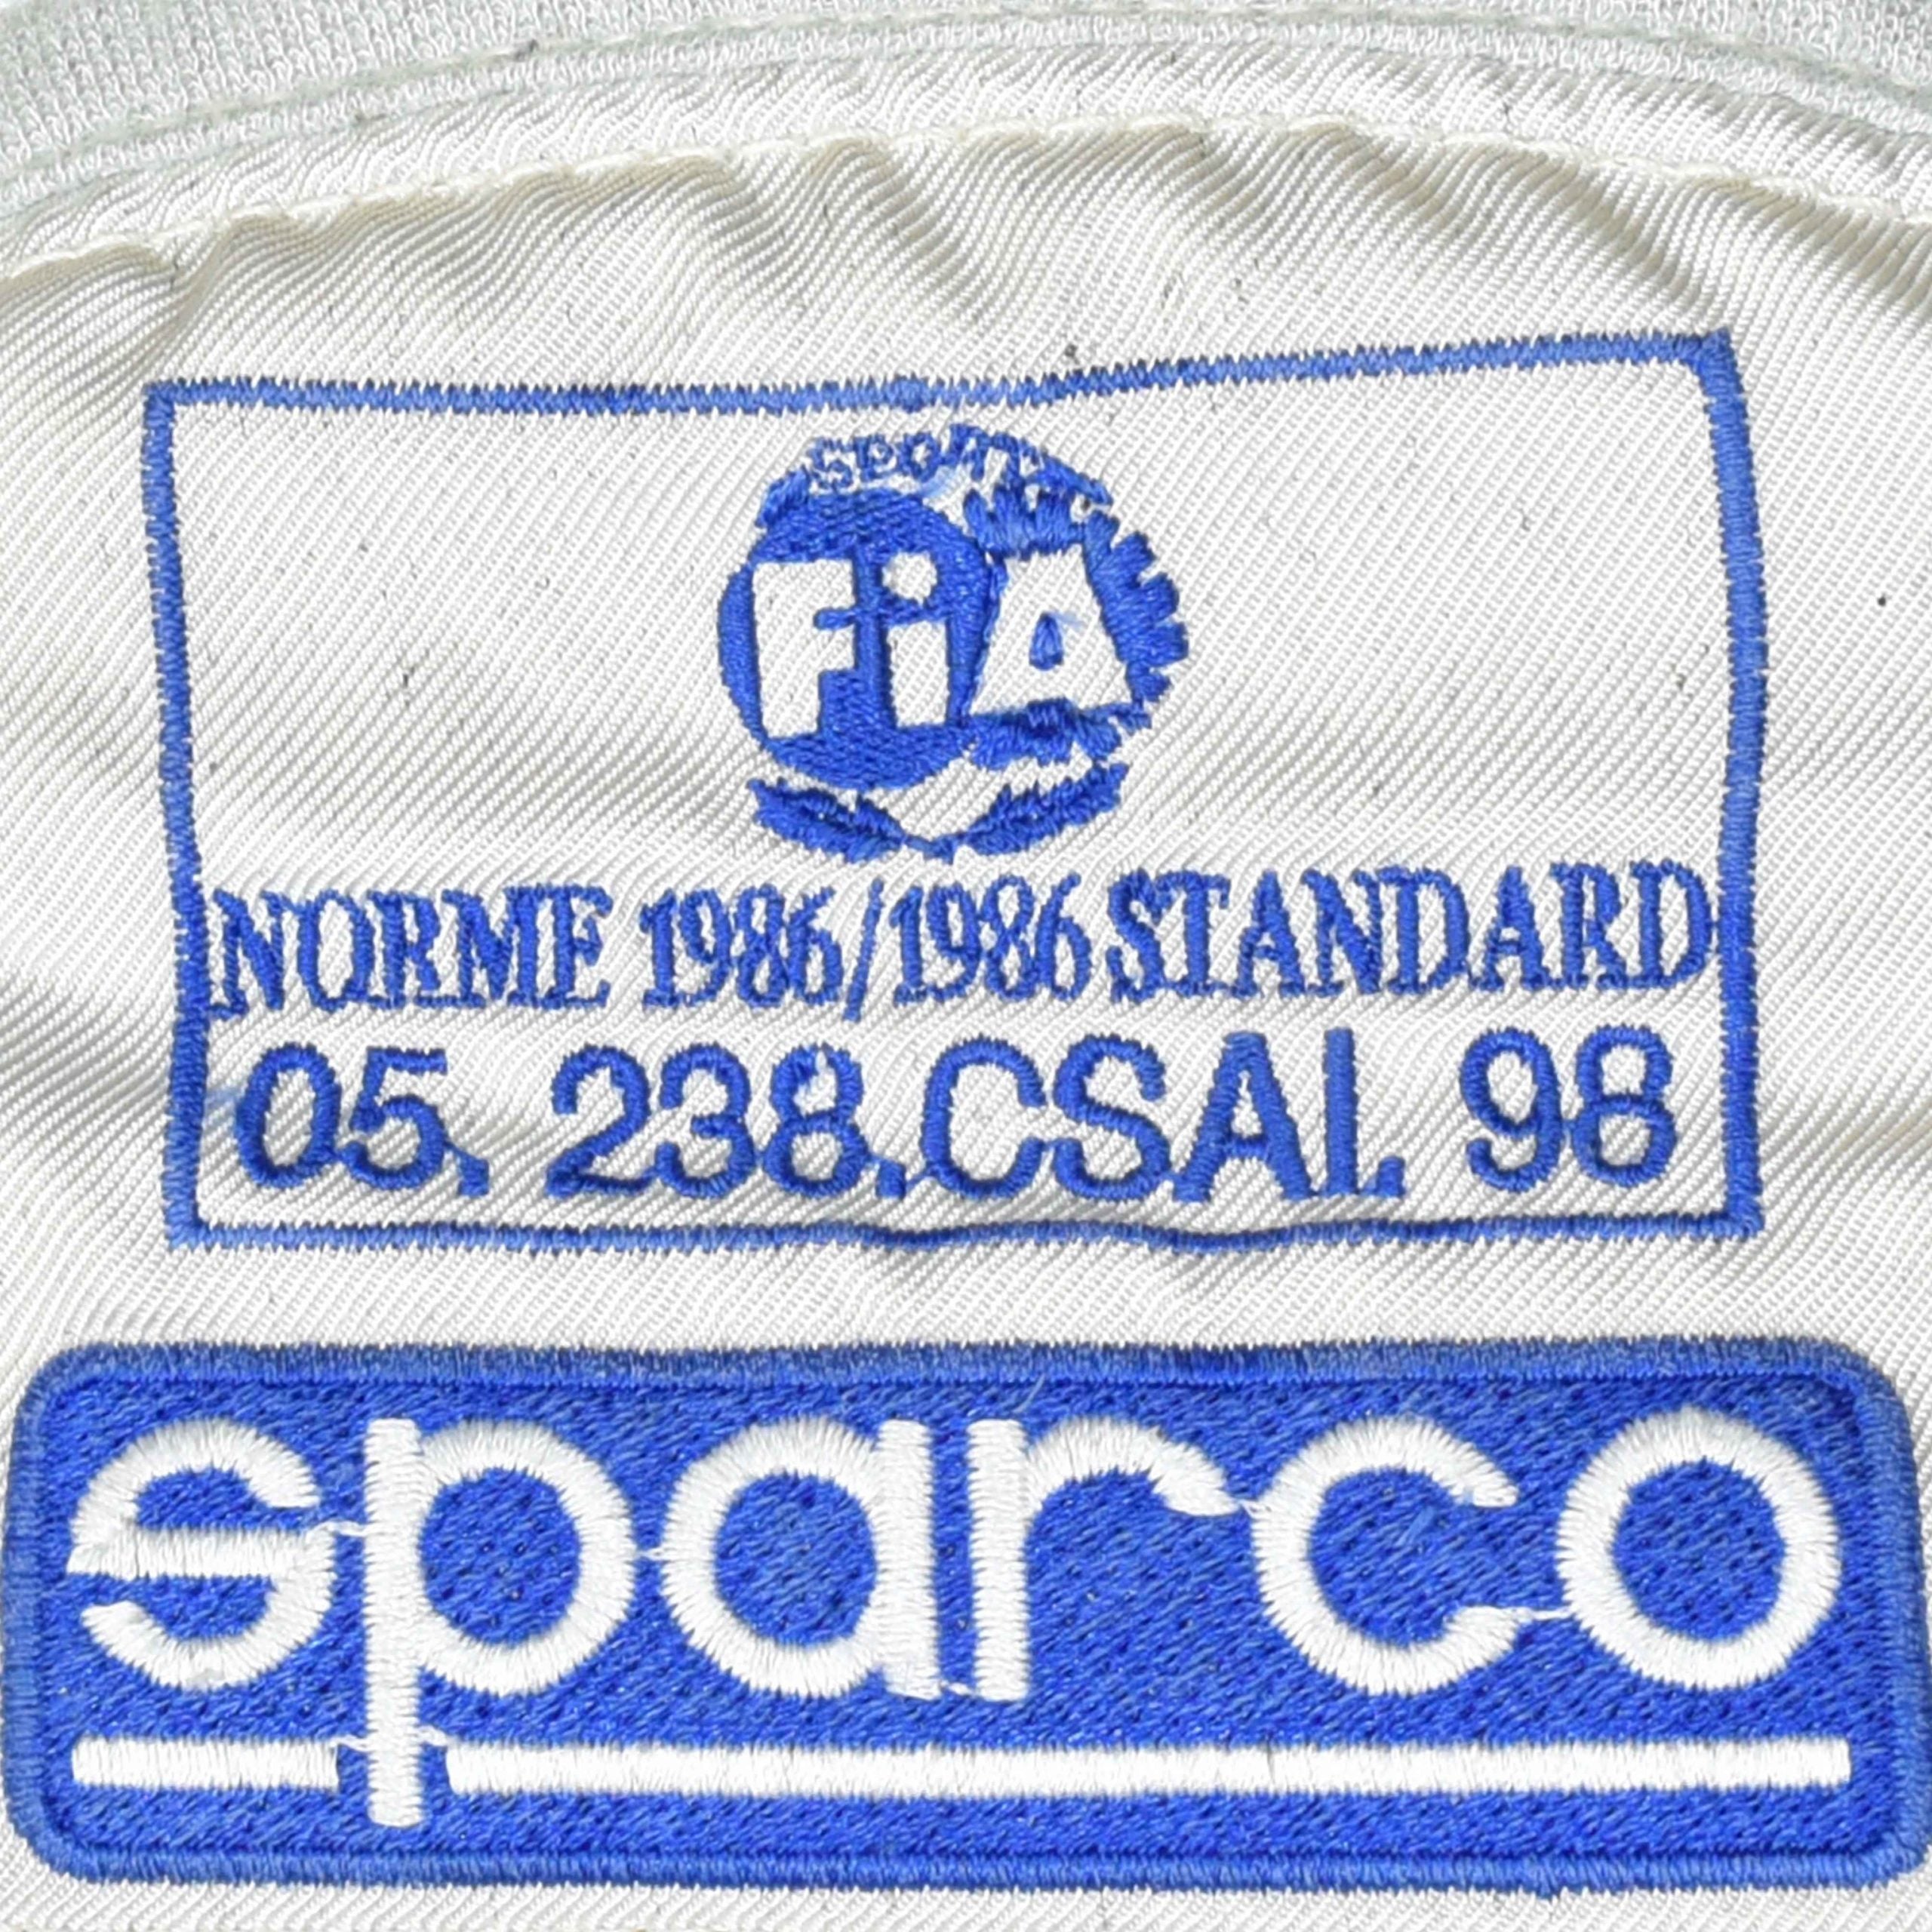 SPORT
FiA
NORME 1986/1986 STANDARD
05. 238.CSAI. 98
sparco